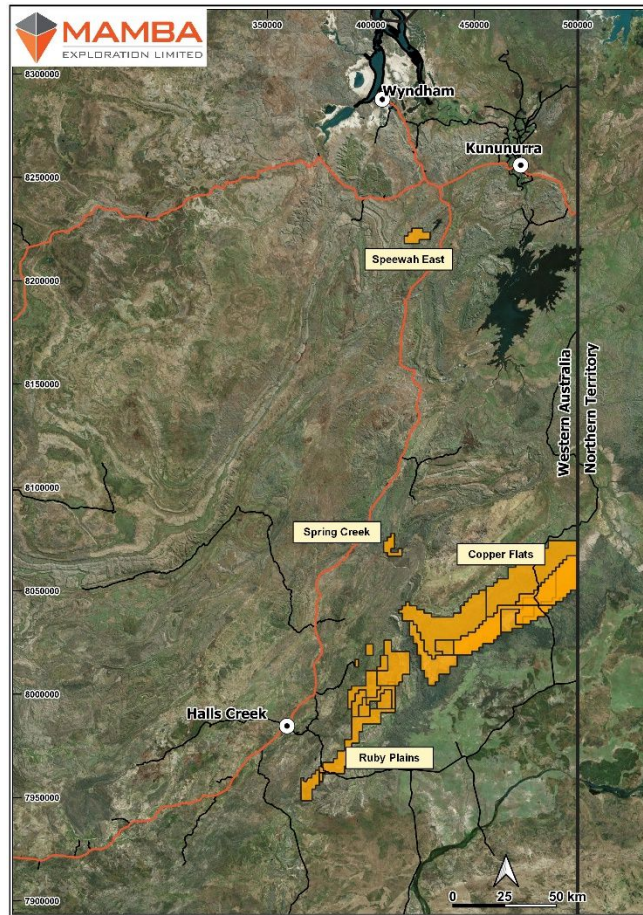 MAMBA
EXPLORATION LIMITED
350000
400000
450000
500000
8300000
Wyndham
Kununurra
8250000
Speewah East
8200000
8150000
Western Australia
Northern Territory
8100000
Spring Creek
Copper Flats
8050000
8000000
Halls Creek
Ruby Plains
7950000
7900000
0 25 50 km